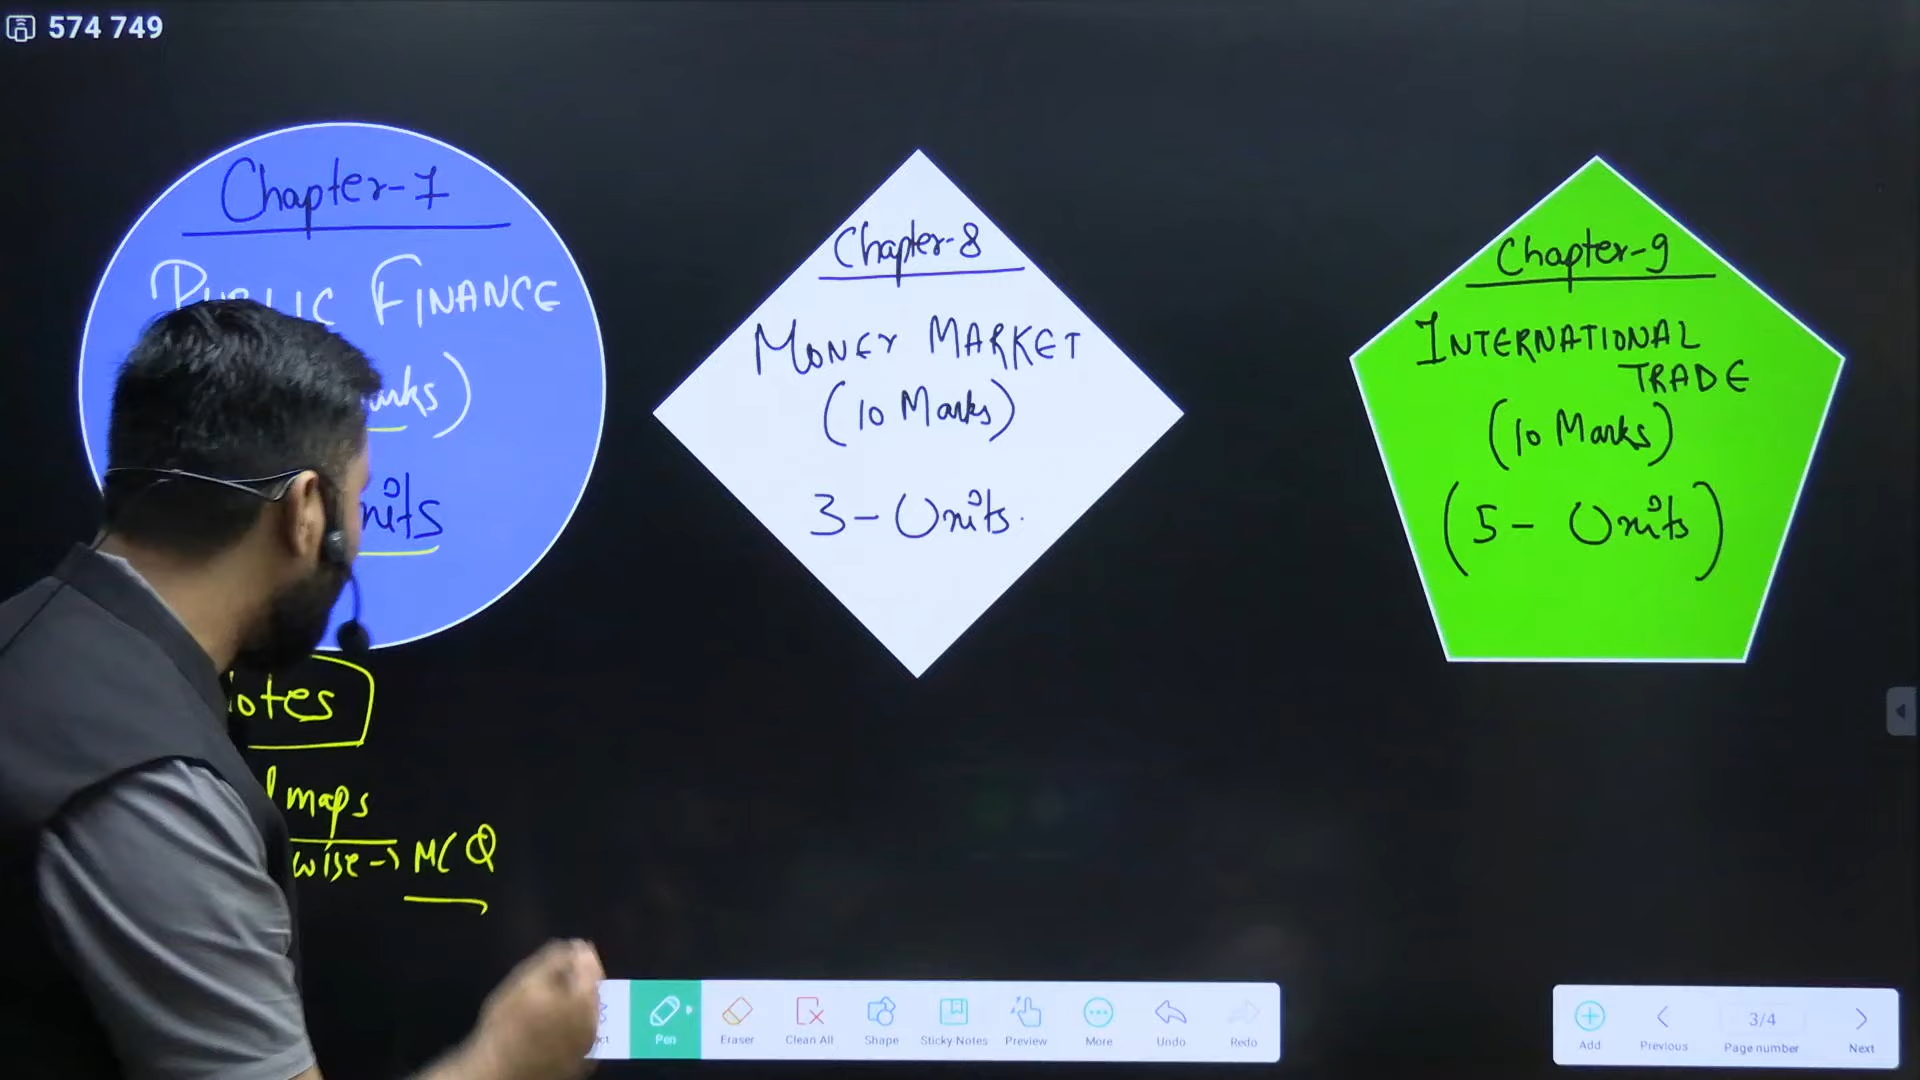 574 749
Chapter-7
PUBLIC FINANCE
Chapter-8
MONEY MARKET
(10 Marks)
3 - Units.
Chapter-9
INTERNATIONAL
TRADE
(10 Marks)
(5 - Units)
maps
wise → MCQ
Pen
Eraser
Clean All
Shape
Sticky Notes
Preview
More
Undo
Redo
Add
Previous
3/4
Page number
Next